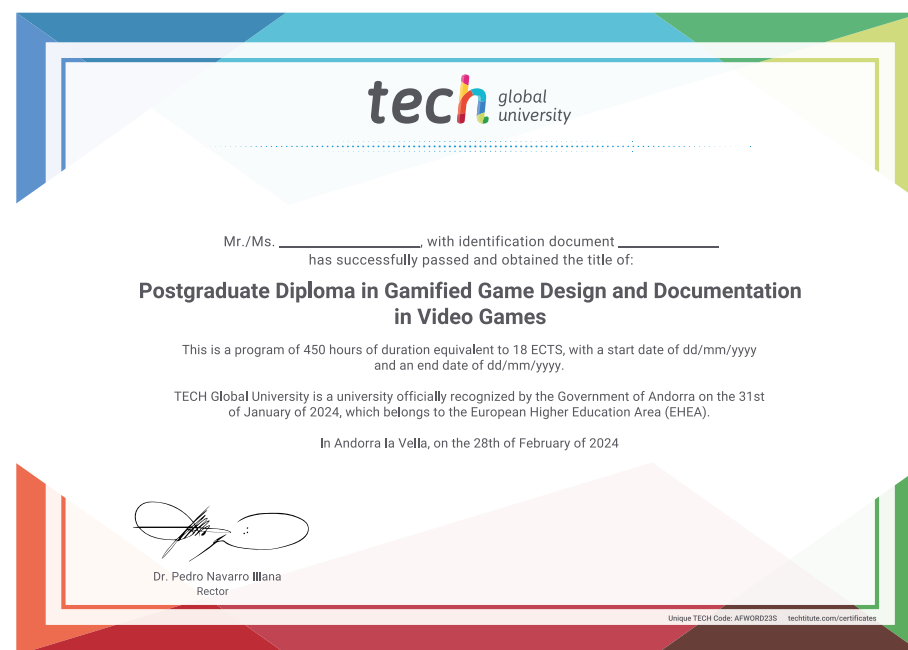 tech global university
Mr./Ms. ____________________, with identification document ______________
has successfully passed and obtained the title of:
Postgraduate Diploma in Gamified Game Design and Documentation
in Video Games
This is a program of 450 hours of duration equivalent to 18 ECTS, with a start date of dd/mm/yyyy
and an end date of dd/mm/yyyy.
TECH Global University is a university officially recognized by the Government of Andorra on the 31st
of January of 2024, which belongs to the European Higher Education Area (EHEA).
In Andorra la Vella, on the 28th of February of 2024
Dr. Pedro Navarro Illana
Rector
Unique TECH Code: AFWORD23S techtitute.com/certificates